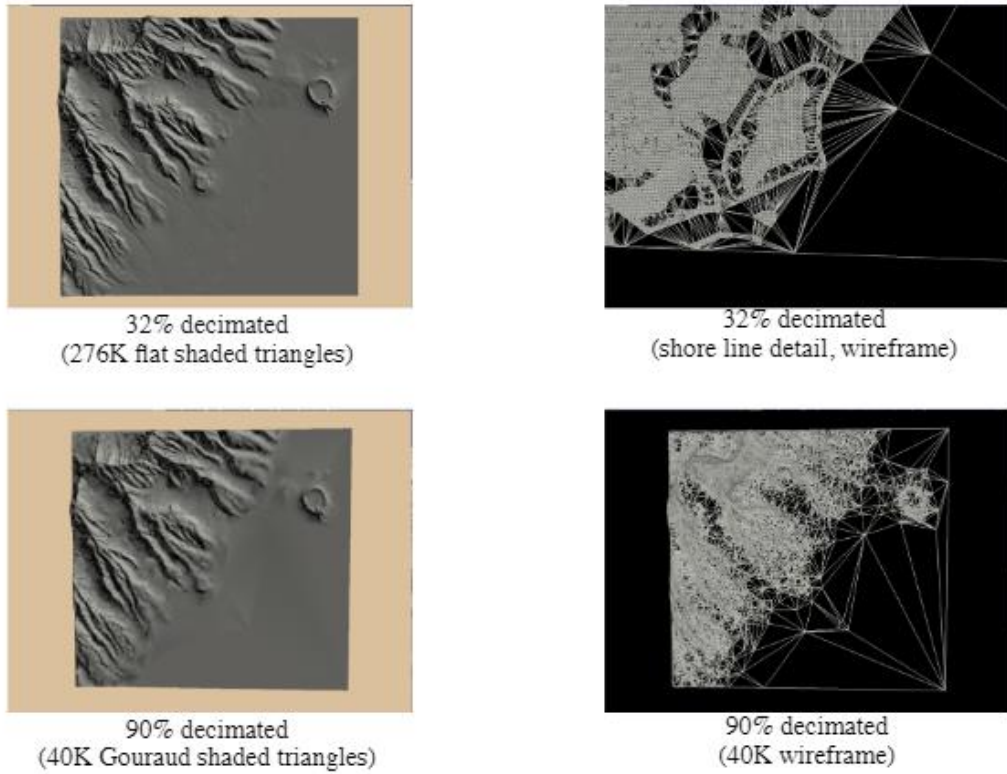 32% decimated
(276K flat shaded triangles)
32% decimated
(shore line detail, wireframe)
90% decimated
(40K Gouraud shaded triangles)
90% decimated
(40K wireframe)